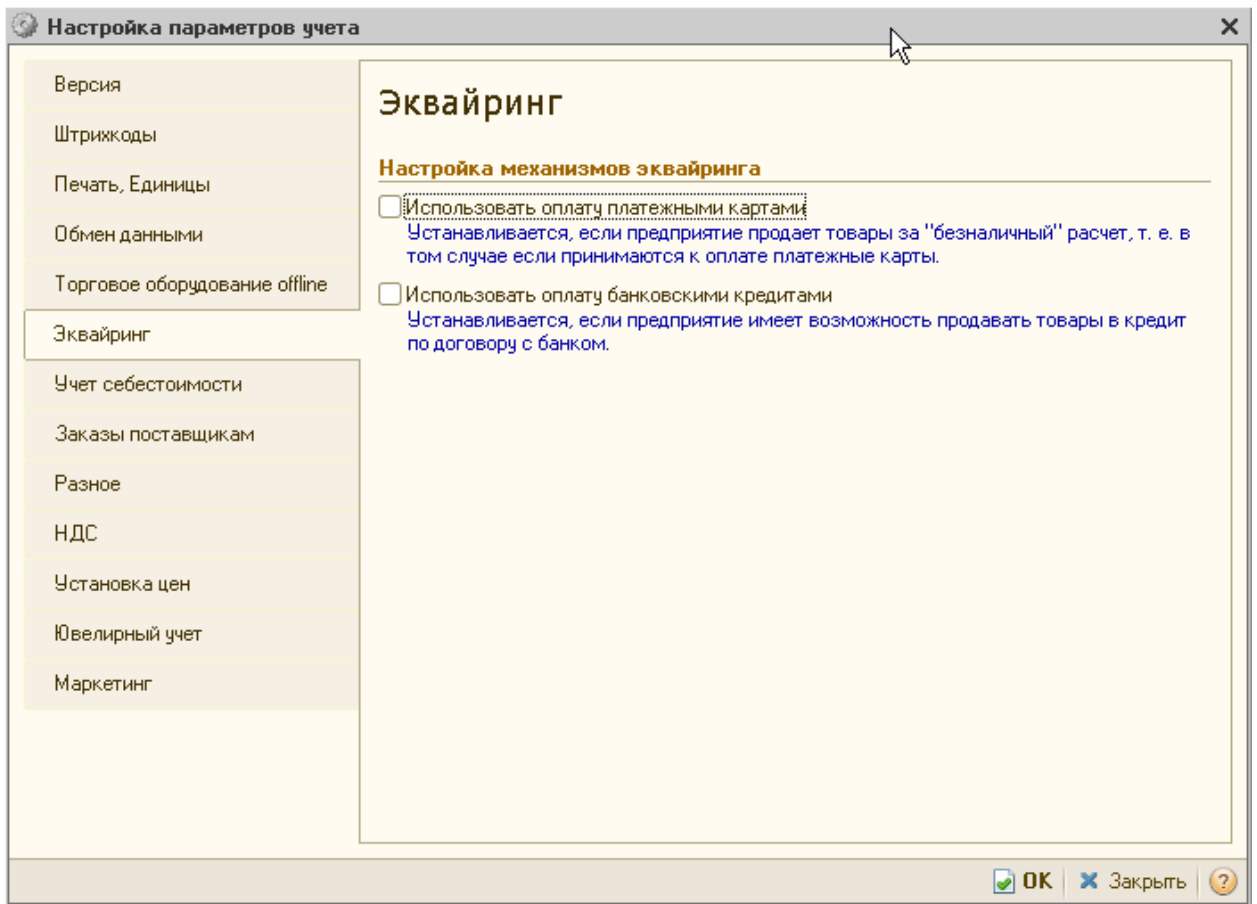 Настройка параметров учета
Версия
Штрихкоды
Печать, Единицы
Обмен данными
Торговое оборудование offline
Эквайринг
Учет себестоимости
Заказы поставщикам
Разное
НДС
Установка цен
Ювелирный учет
Маркетинг
Эквайринг
Настройка механизмов эквайринга
Использовать оплату платежными картами
Устанавливается, если предприятие продает товары за "безналичный" расчет, т. е. в
том случае если принимаются к оплате платежные карты.
Использовать оплату банковскими кредитами
Устанавливается, если предприятие имеет возможность продавать товары в кредит
по договору с банком.
OK
Закрыть
?